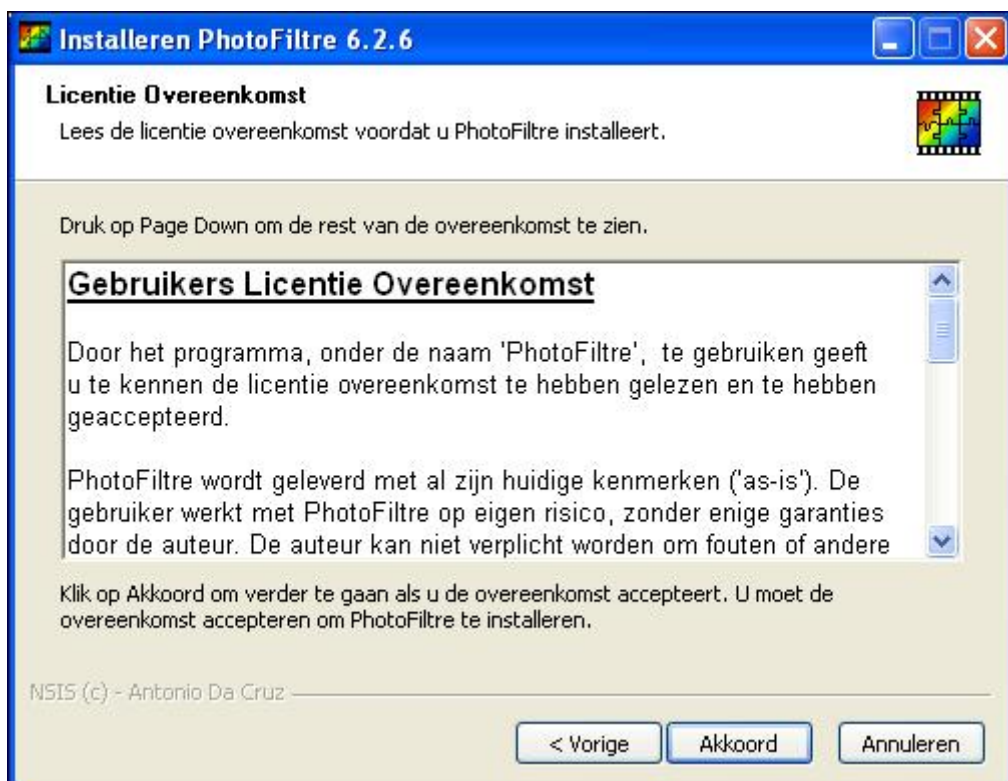 Installeren PhotoFiltre 6.2.6
Licentie Overeenkomst
Lees de licentie overeenkomst voordat u PhotoFiltre installeert.
Druk op Page Down om de rest van de overeenkomst te zien.
Gebruikers Licentie Overeenkomst
Door het programma, onder de naam 'PhotoFiltre',  te gebruiken geeft
u te kennen de licentie overeenkomst te hebben gelezen en te hebben
geaccepteerd.
PhotoFiltre wordt geleverd met al zijn huidige kenmerken ('as-is'). De
gebruiker werkt met PhotoFiltre op eigen risico, zonder enige garanties
door de auteur. De auteur kan niet verplicht worden om fouten of andere
Klik op Akkoord om verder te gaan als u de overeenkomst accepteert. U moet de
overeenkomst accepteren om PhotoFiltre te installeren.
NSIS (c) - Antonio Da Cruz
< Vorige
Akkoord
Annuleren